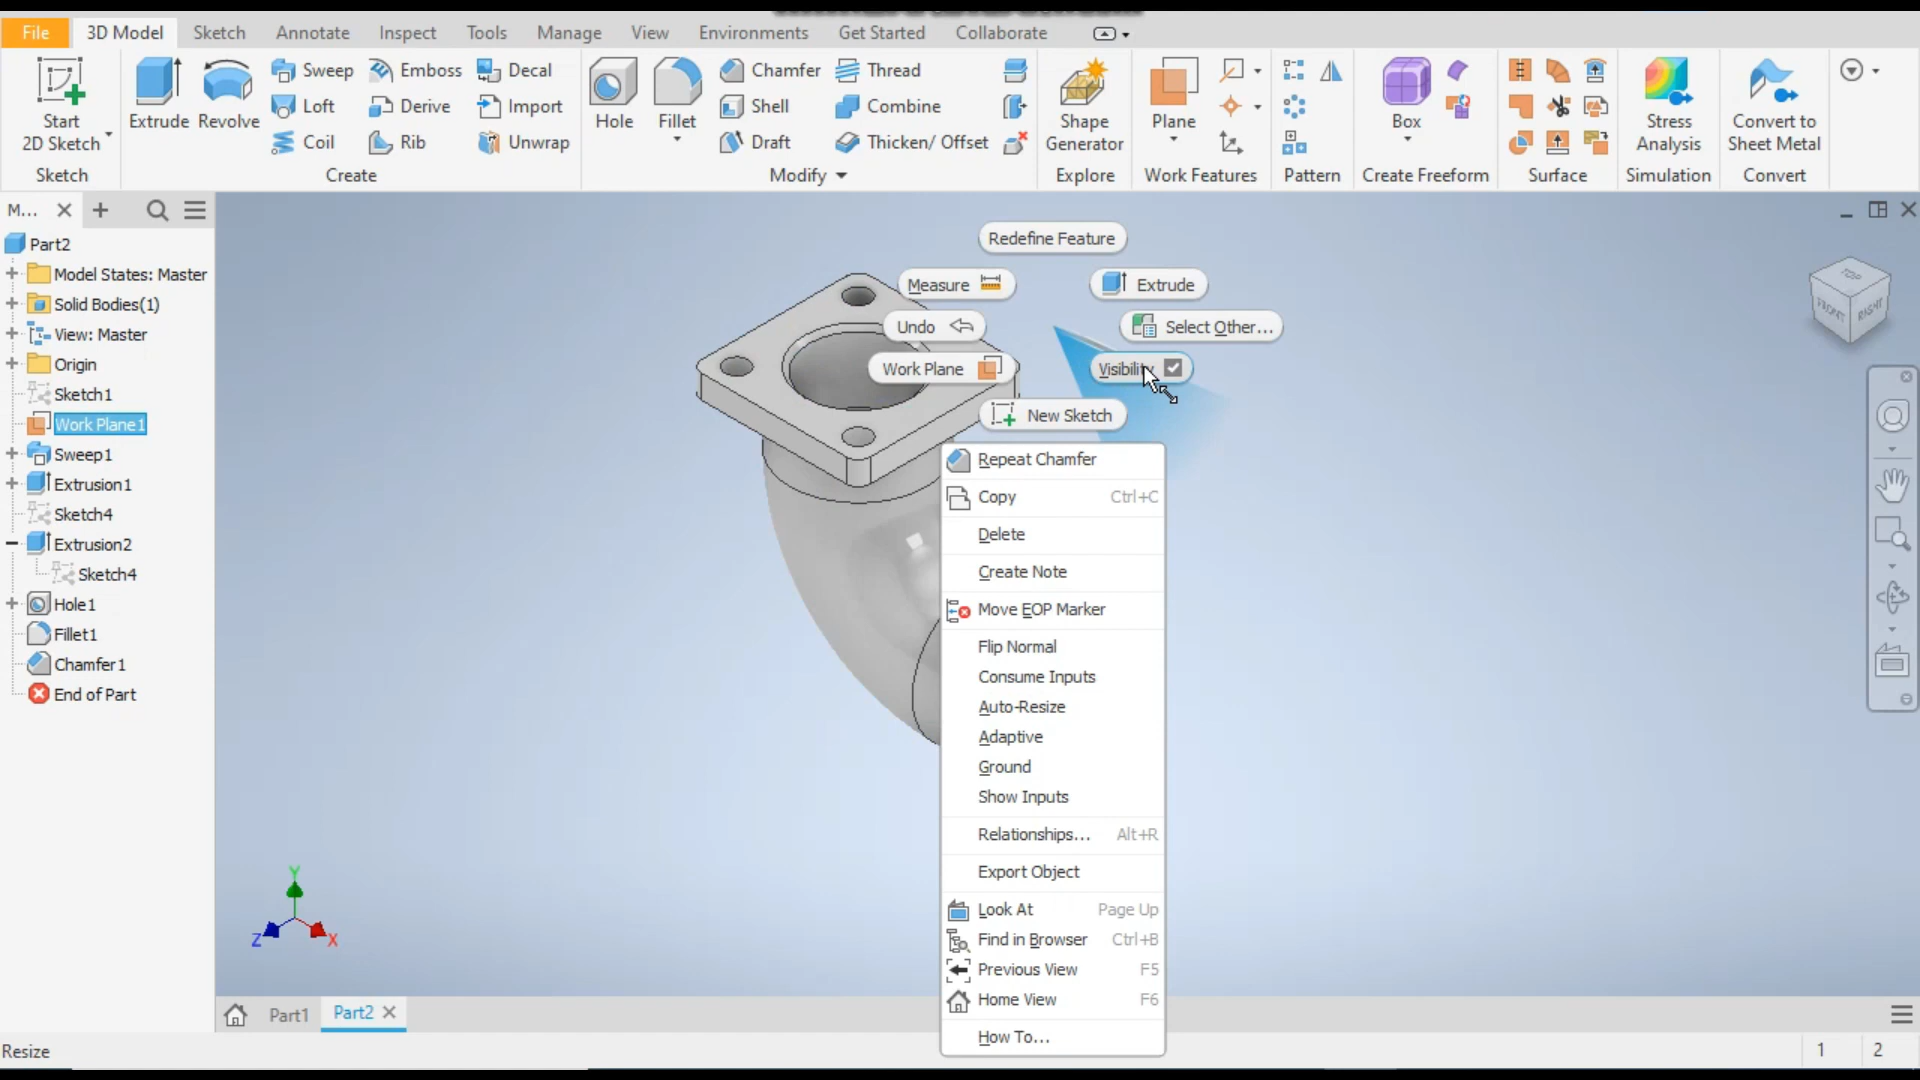 File 3D Model Sketch Annotate Inspect Tools Manage View Environments Get Started Collaborate
Start
2D Sketch
Extrude
Revolve
Sweep
Loft
Coil
Emboss
Derive
Rib
Decal
Import
Unwrap
Hole
Fillet
Chamfer
Shell
Draft
Thread
Combine
Thicken/ Offset
Shape
Generator
Plane
Box
Stress
Analysis
Convert to
Sheet Metal
Sketch Create Modify Explore Work Features Pattern Create Freeform Surface Simulation Convert
M...
Part2
Model States: Master
Solid Bodies(1)
View: Master
Origin
Sketch1
Work Plane1
Sweep1
Extrusion1
Sketch4
Extrusion2
Sketch4
Hole1
Fillet1
Chamfer1
End of Part
Redefine Feature
Measure
Extrude
Undo
Select Other...
Work Plane
Visibility
New Sketch
Repeat Chamfer
Copy Ctrl+C
Delete
Create Note
Move EOP Marker
Flip Normal
Consume Inputs
Auto-Resize
Adaptive
Ground
Show Inputs
Relationships... Alt+R
Export Object
Look At Page Up
Find in Browser Ctrl+B
Previous View F5
Home View F6
How To...
TOP
FRONT
RIGHT
Y
Z
X
Part1 Part2
Resize
1 2